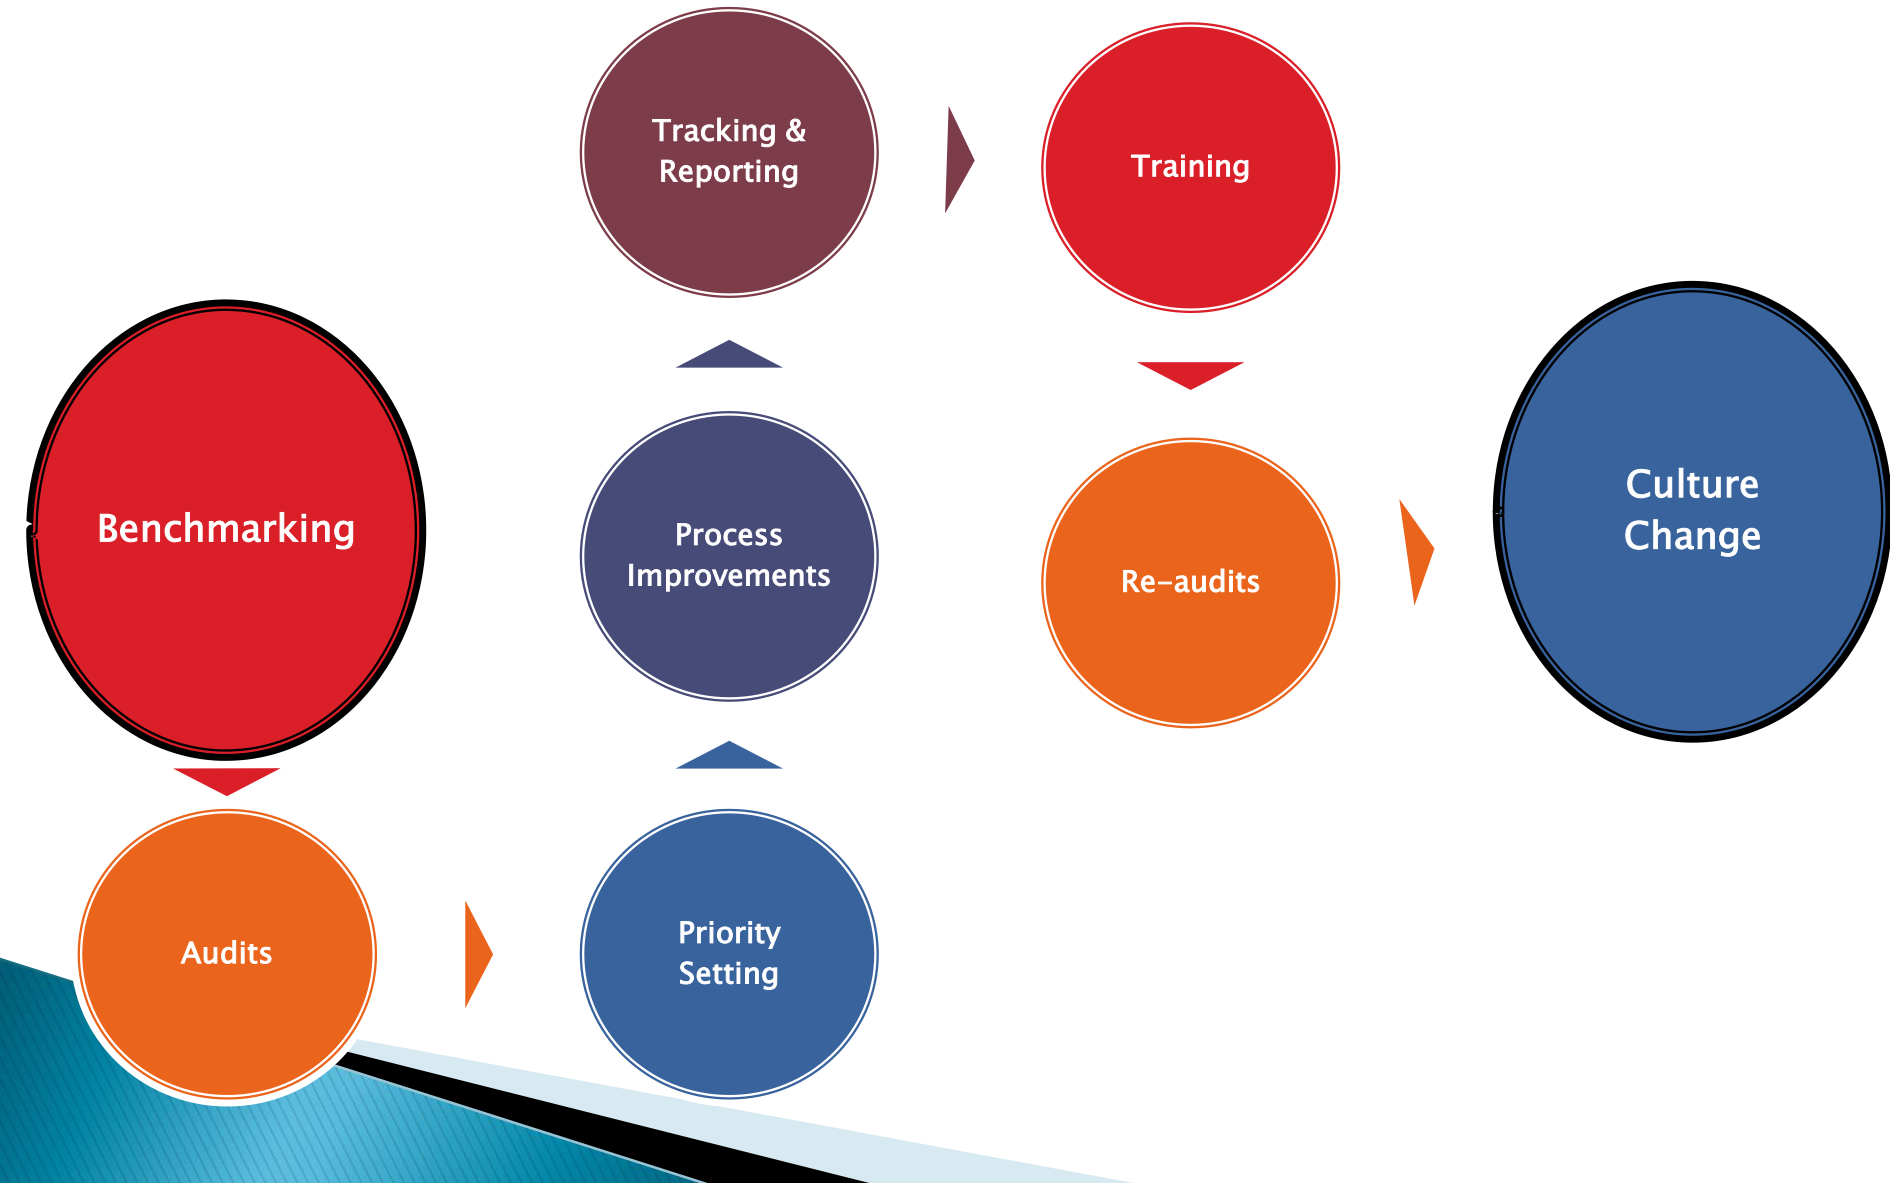 Benchmarking
Audits
Priority
Setting
Process
Improvements
Tracking &
Reporting
Training
Re-audits
Culture
Change